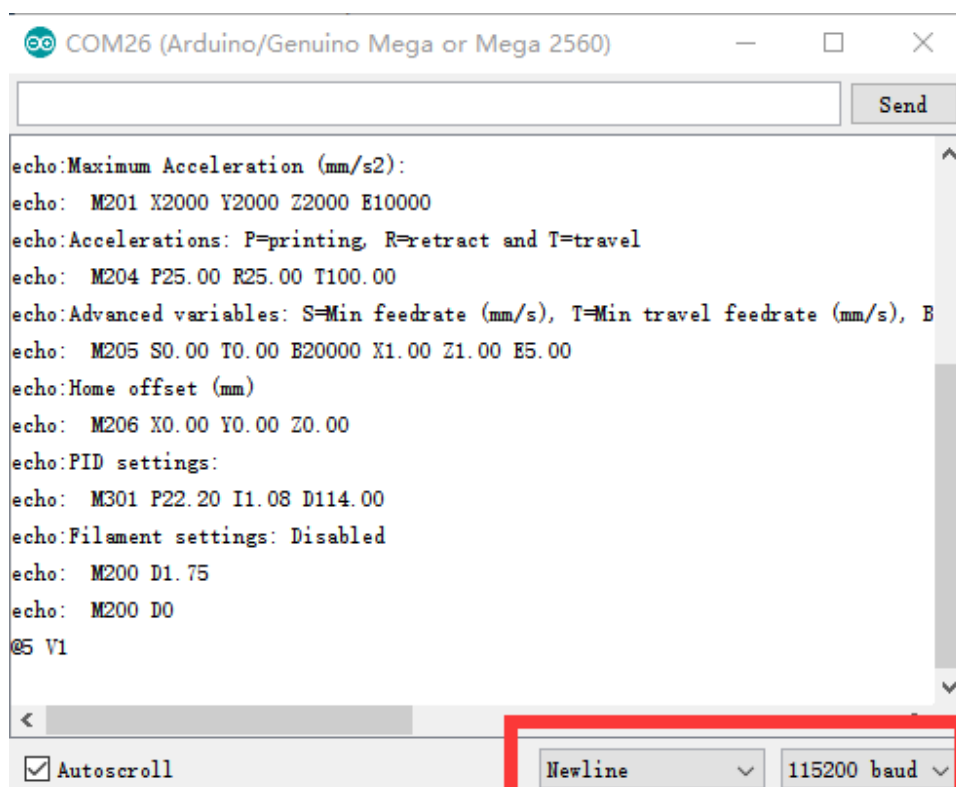 COM26 (Arduino/Genuino Mega or Mega 2560)
Send
echo:Maximum Acceleration (mm/s2):
echo:  M201 X2000 Y2000 Z2000 E10000
echo:Accelerations: P=printing, R=retract and T=travel
echo:  M204 P25.00 R25.00 T100.00
echo:Advanced variables: S=Min feedrate (mm/s), T=Min travel feedrate (mm/s), B
echo:  M205 S0.00 T0.00 B20000 X1.00 Z1.00 E5.00
echo:Home offset (mm)
echo:  M206 X0.00 Y0.00 Z0.00
echo:PID settings:
echo:  M301 P22.20 I1.08 D114.00
echo:Filament settings: Disabled
echo:  M200 D1.75
echo:  M200 D0
@5 V1
Autoscroll Newline 115200 baud